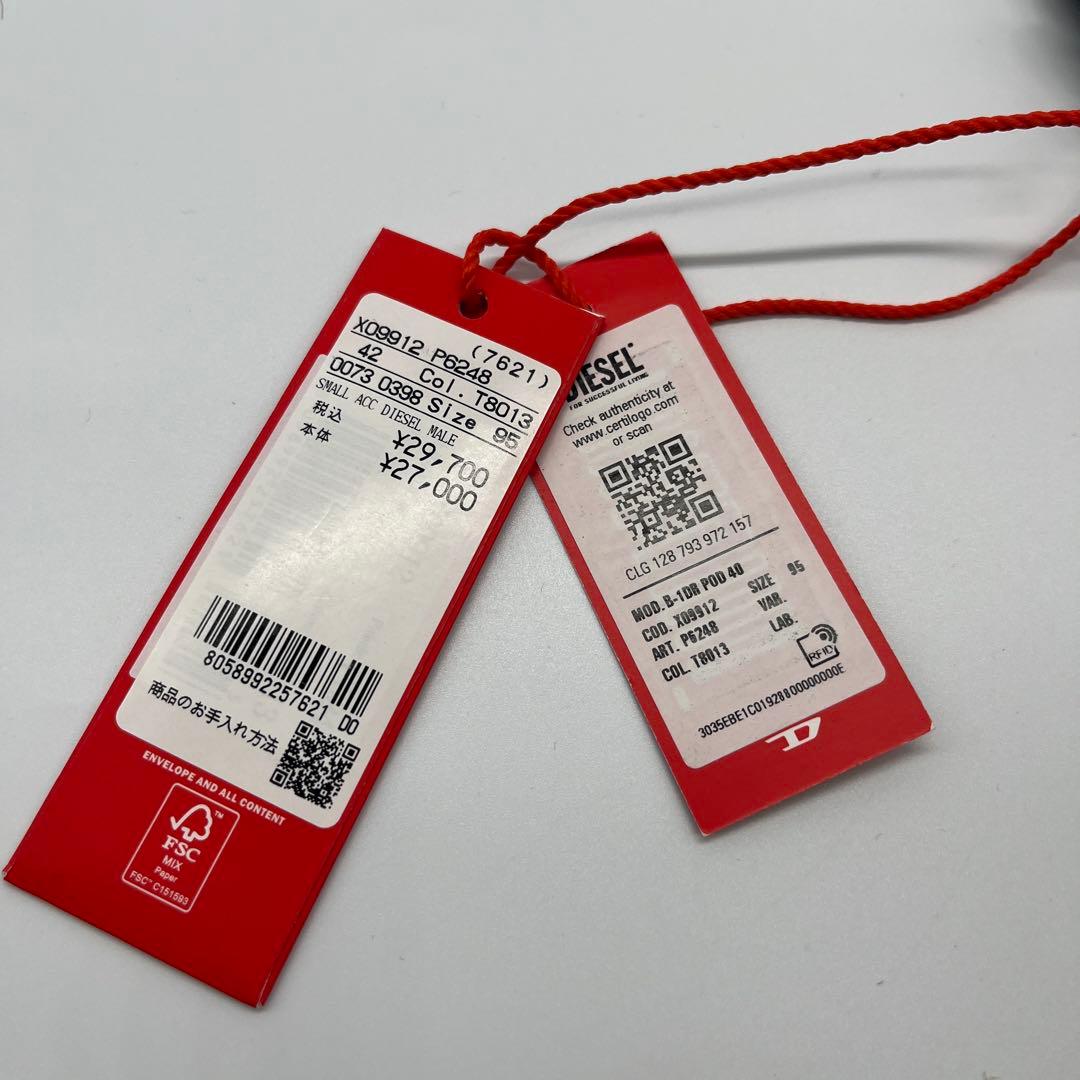 X09912 P6248 (7621)
42 Col. T8013
0073 0398 Size 95
SMALL ACC DIESEL MALE
税込 ¥29,700
本体 ¥27,000
8058992257621 D0
商品のお手入れ方法
ENVELOPE AND ALL CONTENT
FSC™
MIX
Paper
FSC™ C151593
DIESEL
FOR SUCCESSFUL LIVING
Check authenticity at
www.certilogo.com
or scan
CLG 128 793 972 157
MOD. B-1DR POD 40
COD. X09912 SIZE 95
ART. P6248 VAR.
COL. T8013 LAB.
RFID
3035EBE1C01928800000000E
D